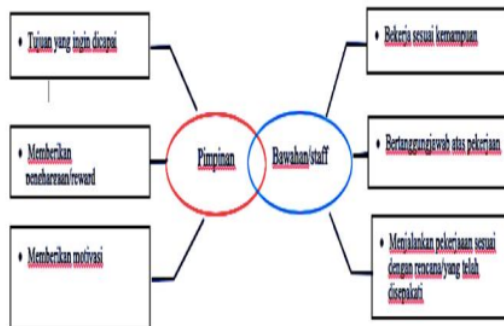 Tujuan yang ingin dicapai
Memberikan
penghargaan/reward
Memberikan motivasi
Pimpinan
Bawahan/staff
Bekerja sesuai kemampuan
Bertanggungjawab atas pekerjaan
Menjalankan pekerjaaan sesuai
dengan rencana/yang telah
disepakati